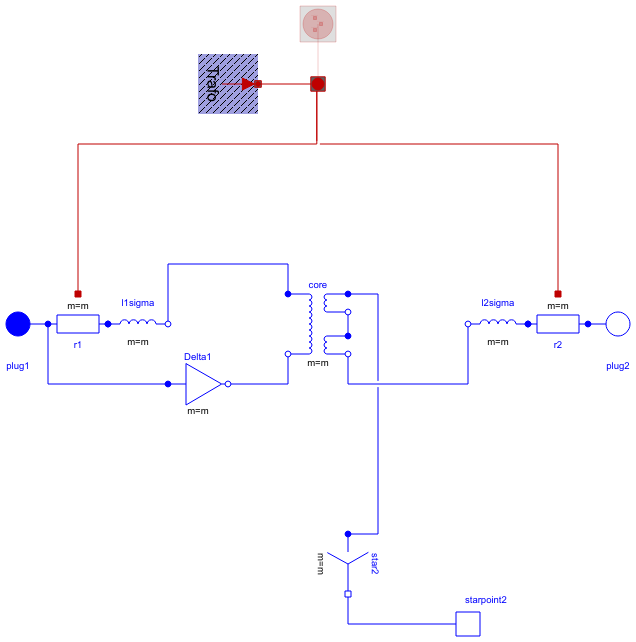 Trafo
core
l1sigma
l2sigma
m=m
m=m
m=m
m=m
r1
r2
Delta1
m=m
m=m
plug1
plug2
m=m
star2
starpoint2